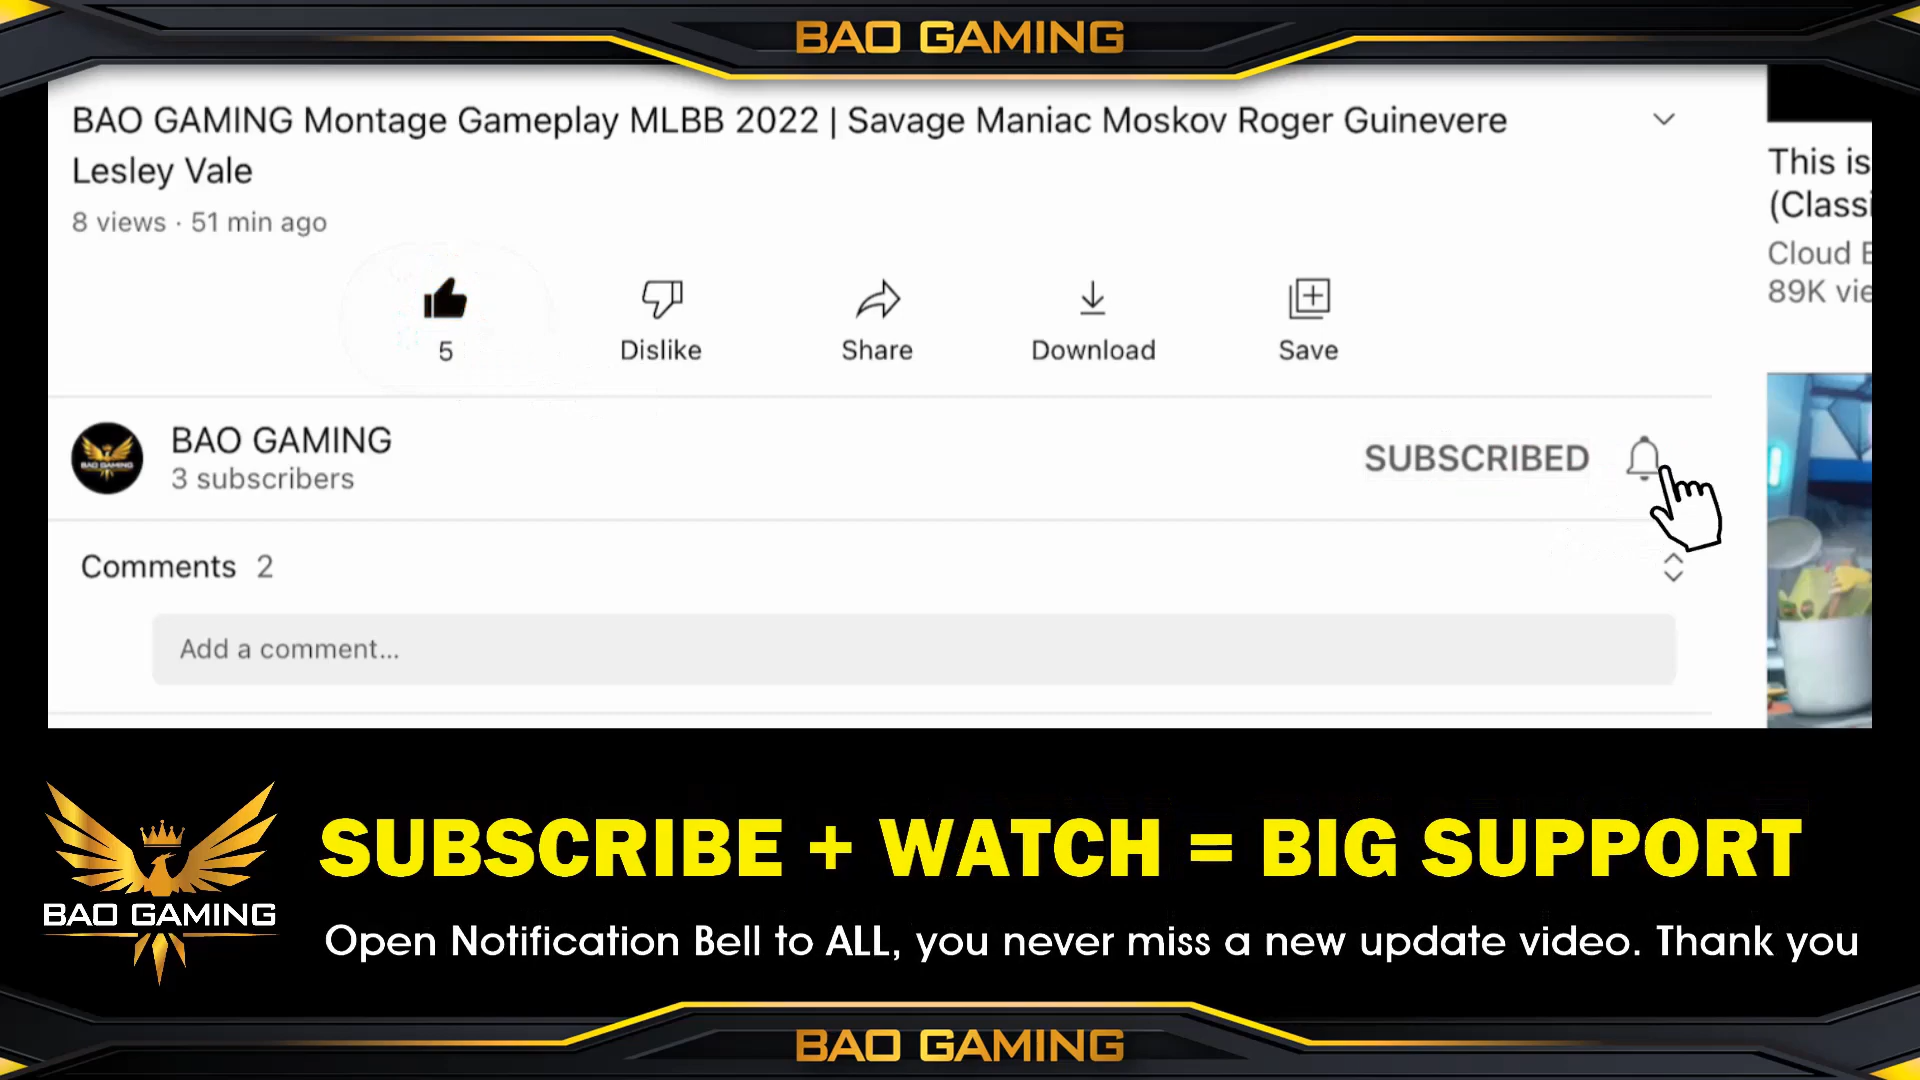 BAO GAMING
BAO GAMING Montage Gameplay MLBB 2022 | Savage Maniac Moskov Roger Guinevere
Lesley Vale
8 views · 51 min ago
5
Dislike
Share
Download
Save
This is
(Classi
Cloud
89K
BAO GAMING
BAO GAMING
3 subscribers
SUBSCRIBED
Comments 2
Add a comment...
BAO GAMING
SUBSCRIBE + WATCH = BIG SUPPORT
Open Notification Bell to ALL, you never miss a new update video. Thank you
BAO GAMING